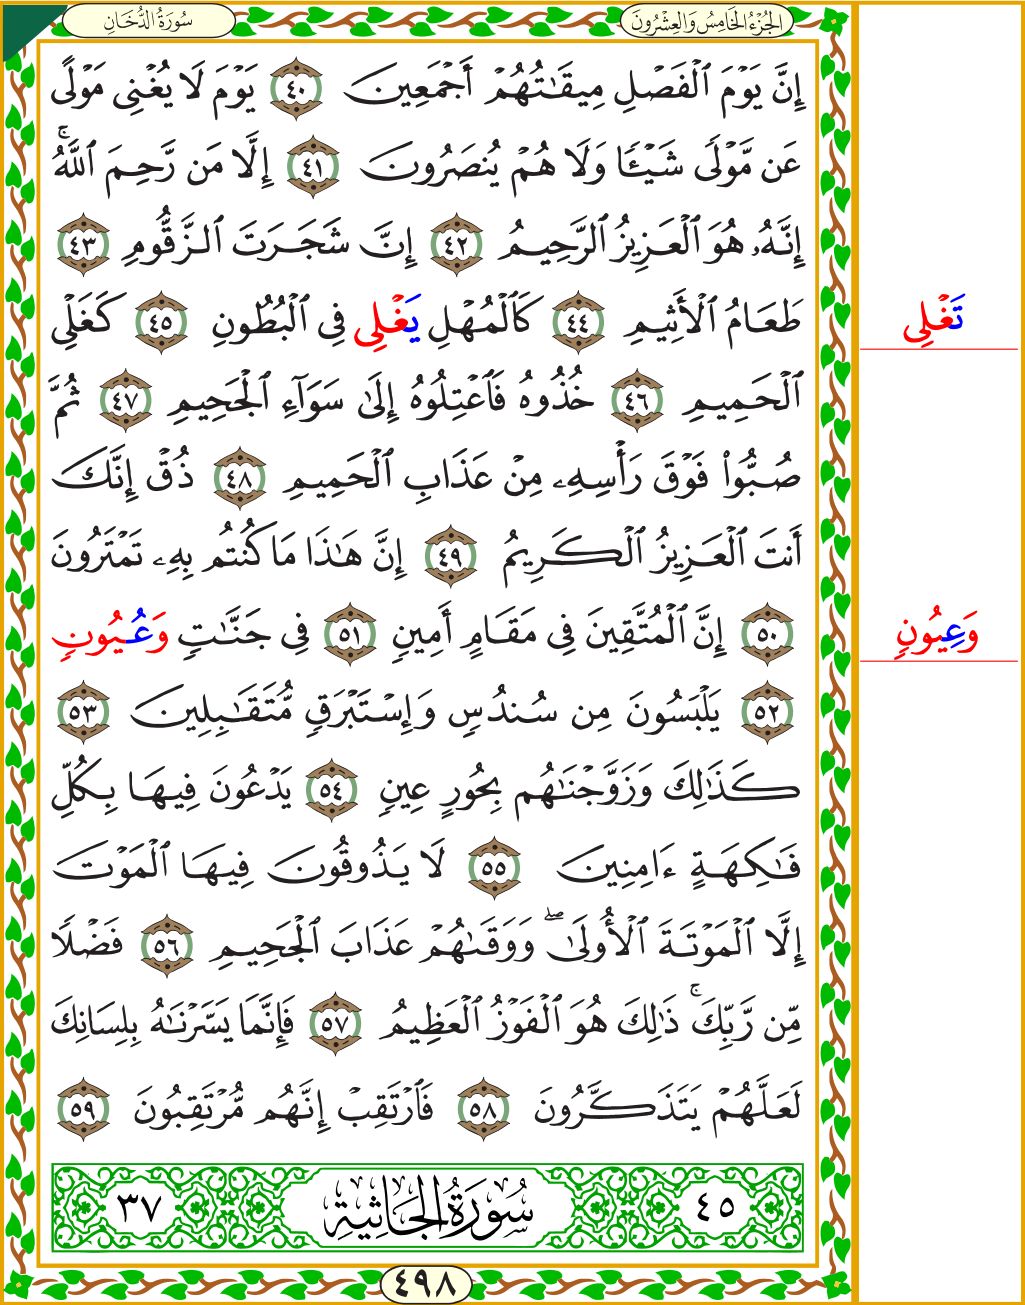 الجُزْءُ الخَامِسُ وَالعِشْرُونَ
سُورَةُ الدُّخَانِ
إِنَّ يَوْمَ ٱلْفَصْلِ مِيقَٰتُهُمْ أَجْمَعِينَ ٤٠ يَوْمَ لَا يُغْنِى مَوْلًى
عَن مَّوْلًى شَيْـًٔا وَلَا هُمْ يُنصَرُونَ ٤١ إِلَّا مَن رَّحِمَ ٱللَّهُ ۚ
إِنَّهُۥ هُوَ ٱلْعَزِيزُ ٱلرَّحِيمُ ٤٢ إِنَّ شَجَرَتَ ٱلزَّقُّومِ ٤٣
طَعَامُ ٱلْأَثِيمِ ٤٤ كَٱلْمُهْلِ يَغْلِى فِى ٱلْبُطُونِ ٤٥ كَغَلْىِ
تَغْلِى
ٱلْحَمِيمِ ٤٦ خُذُوهُ فَٱعْتِلُوهُ إِلَىٰ سَوَآءِ ٱلْجَحِيمِ ٤٧ ثُمَّ
صُبُّوا۟ فَوْقَ رَأْسِهِۦ مِنْ عَذَابِ ٱلْحَمِيمِ ٤٨ ذُقْ إِنَّكَ
أَنتَ ٱلْعَزِيزُ ٱلْكَرِيمُ ٤٩ إِنَّ هَٰذَا مَا كُنتُم بِهِۦ تَمْتَرُونَ
٥٠ إِنَّ ٱلْمُتَّقِينَ فِى مَقَامٍ أَمِينٍ ٥١ فِى جَنَّٰتٍ وَعُيُونٍ
وَعِيُونٍ
٥٢ يَلْبَسُونَ مِن سُندُسٍ وَإِسْتَبْرَقٍ مُّتَقَٰبِلِينَ ٥٣
كَذَٰلِكَ وَزَوَّجْنَٰهُم بِحُورٍ عِينٍ ٥٤ يَدْعُونَ فِيهَا بِكُلِّ
فَٰكِهَةٍ ءَامِنِينَ ٥٥ لَا يَذُوقُونَ فِيهَا ٱلْمَوْتَ
إِلَّا ٱلْمَوْتَةَ ٱلْأُولَىٰ ۖ وَوَقَىٰهُمْ عَذَابَ ٱلْجَحِيمِ ٥٦ فَضْلًا
مِّن رَّبِّكَ ۚ ذَٰلِكَ هُوَ ٱلْفَوْزُ ٱلْعَظِيمُ ٥٧ فَإِنَّمَا يَسَّرْنَٰهُ بِلِسَانِكَ
لَعَلَّهُمْ يَتَذَكَّرُونَ ٥٨ فَٱرْتَقِبْ إِنَّهُم مُّرْتَقِبُونَ ٥٩
٤٥ سُورَةُ الجَاثِيَةِ ٣٧
٤٩٨